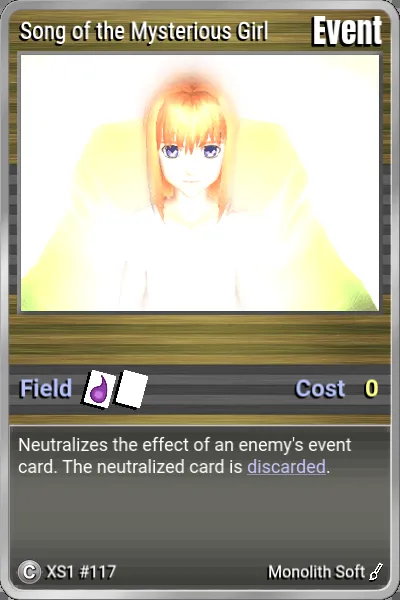 Song of the Mysterious Girl
Event
Field
Cost 0
Neutralizes the effect of an enemy's event
card. The neutralized card is discarded.
C XS1 #117
Monolith Soft